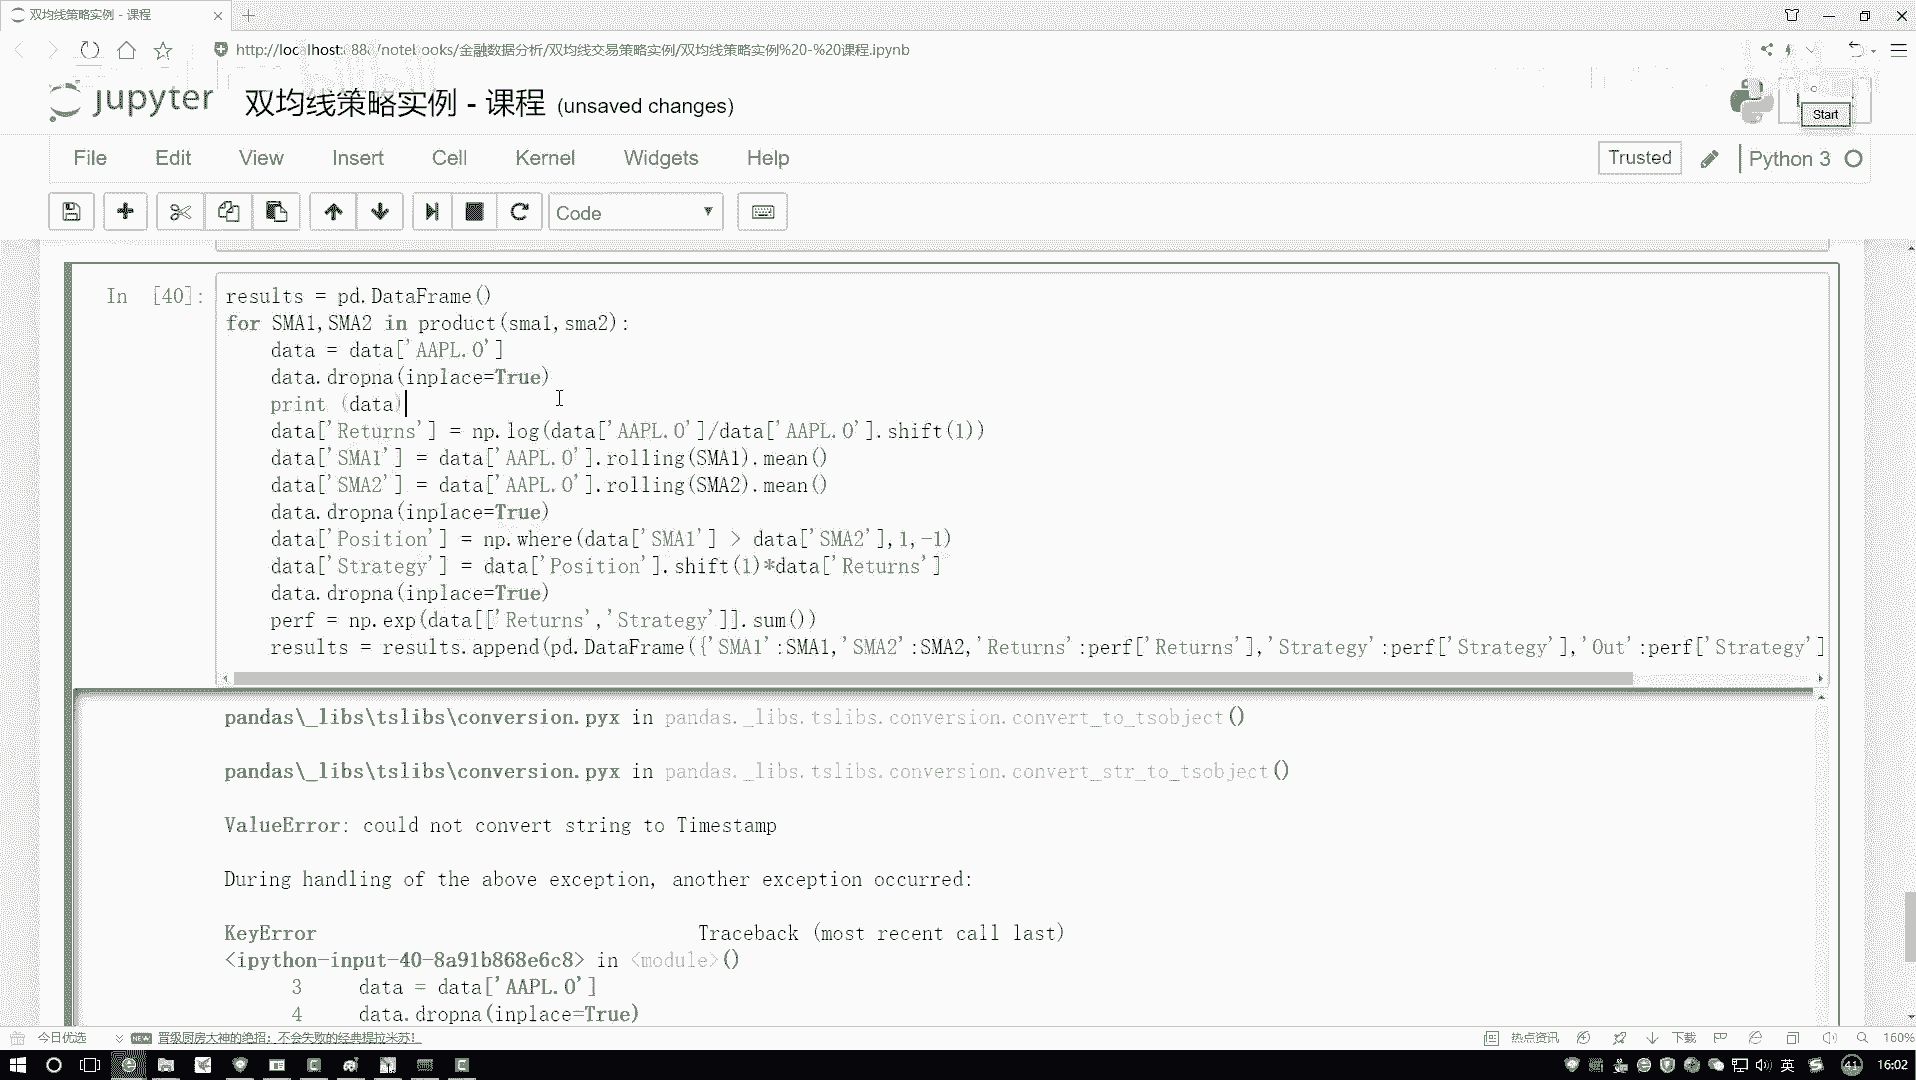 双均线策略实例 - 课程
http://localhost:888/notebooks/金融数据分析/双均线交易策略实例/双均线策略实例%20-%20课程.ipynb
jupyter 双均线策略实例 - 课程 (unsaved changes)
Start
File Edit View Insert Cell Kernel Widgets Help
Trusted Python 3
Code
In [40]:
results = pd.DataFrame()
for SMA1,SMA2 in product(sma1,sma2):
    data = data['AAPL.O']
    data.dropna(inplace=True)
    print (data)
    data['Returns'] = np.log(data['AAPL.O']/data['AAPL.O'].shift(1))
    data['SMA1'] = data['AAPL.O'].rolling(SMA1).mean()
    data['SMA2'] = data['AAPL.O'].rolling(SMA2).mean()
    data.dropna(inplace=True)
    data['Position'] = np.where(data['SMA1'] > data['SMA2'],1,-1)
    data['Strategy'] = data['Position'].shift(1)*data['Returns']
    data.dropna(inplace=True)
    perf = np.exp(data[['Returns','Strategy']].sum())
    results = results.append(pd.DataFrame({'SMA1':SMA1,'SMA2':SMA2,'Returns':perf['Returns'],'Strategy':perf['Strategy'],'Out':perf['Strategy']
pandas\_libs\tslibs\conversion.pyx in pandas._libs.tslibs.conversion.convert_to_tsobject()
pandas\_libs\tslibs\conversion.pyx in pandas._libs.tslibs.conversion.convert_str_to_tsobject()
ValueError: could not convert string to Timestamp
During handling of the above exception, another exception occurred:
KeyError Traceback (most recent call last)
<ipython-input-40-8a91b868e6c8> in <module>()
3     data = data['AAPL.O']
4     data.dropna(inplace=True)
今日优选 NEW 晋级厨房大神的绝招：不会失败的经典提拉米苏！ 热点资讯 下载 160%
英 41 16:02